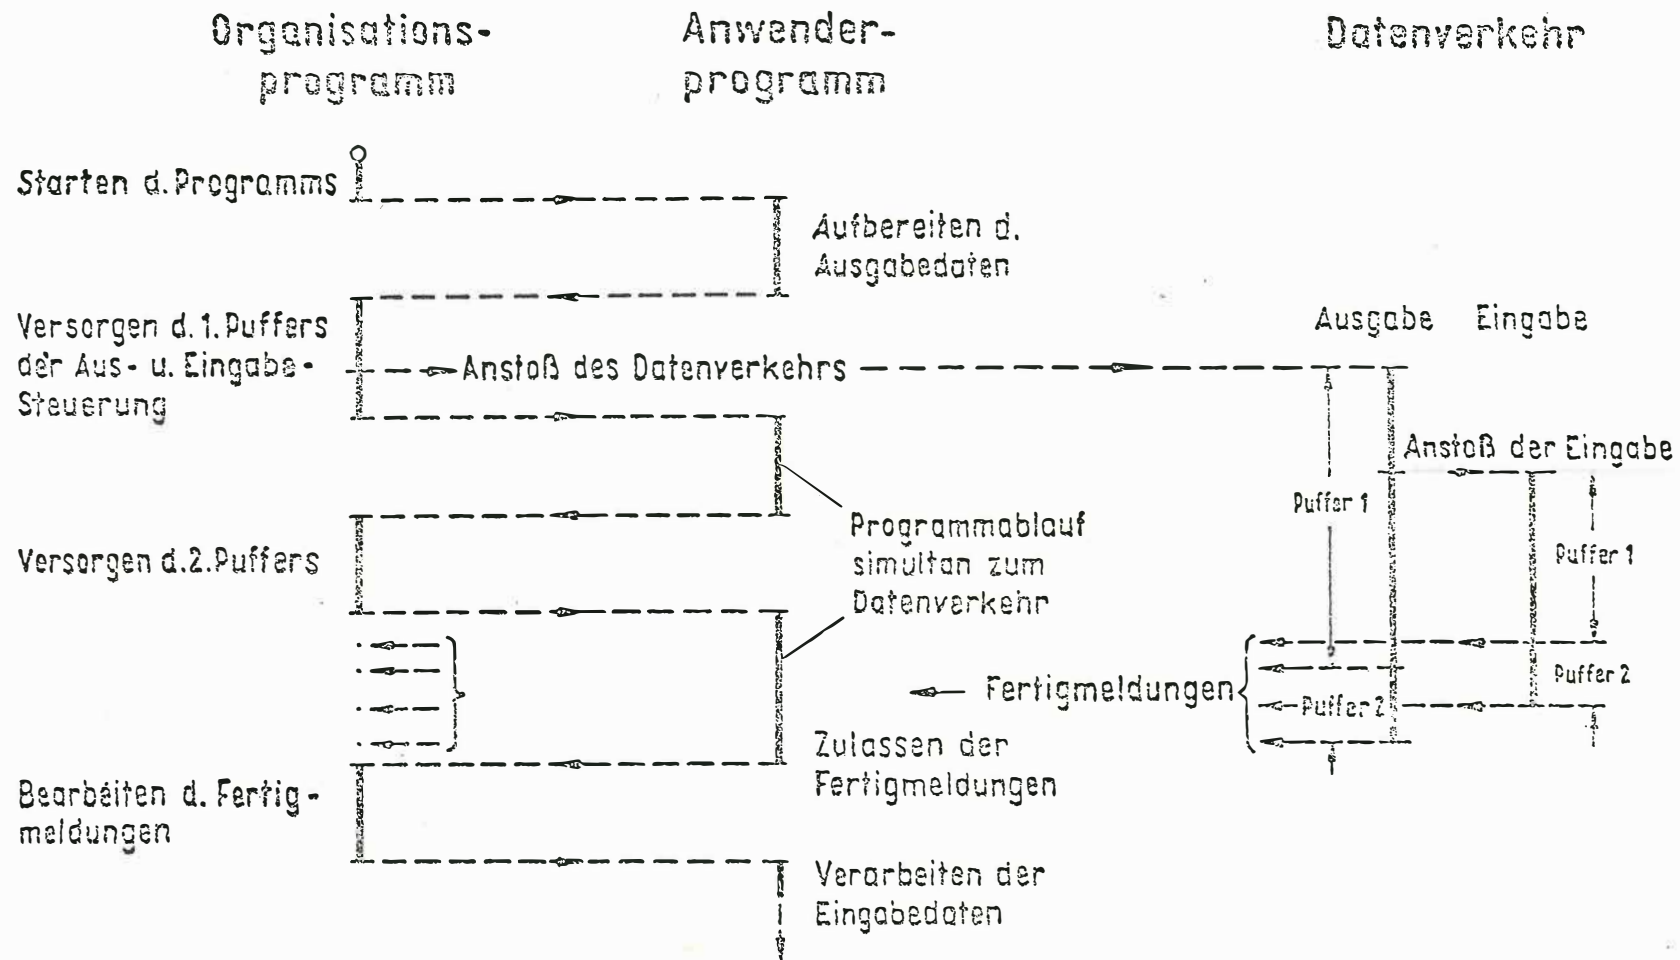 Organisations-
programm
Anwender-
programm
Datenverkehr
Starten d. Programms
Aufbereiten d.
Ausgabedaten
Versorgen d. 1. Puffers
der Aus- u. Eingabe-
Steuerung
Anstoß des Datenverkehrs
Ausgabe
Eingabe
Anstoß der Eingabe
Puffer 1
Puffer 1
Versorgen d. 2. Puffers
Programmablauf
simultan zum
Datenverkehr
Fertigmeldungen
Puffer 2
Puffer 2
Zulassen der
Fertigmeldungen
Bearbeiten d. Fertig-
meldungen
Verarbeiten der
Eingabedaten